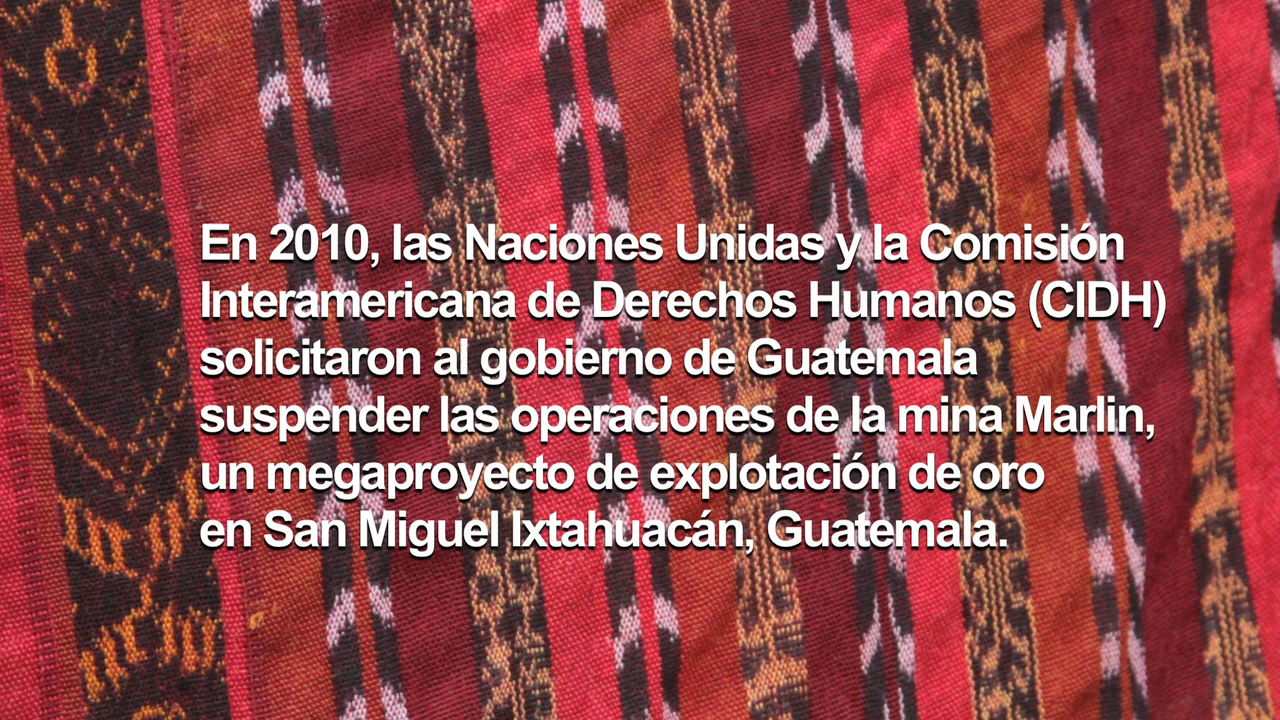 En 2010, las Naciones Unidas y la Comisión
Interamericana de Derechos Humanos (CIDH)
solicitaron al gobierno de Guatemala
suspender las operaciones de la mina Marlin,
un megaproyecto de explotación de oro
en San Miguel Ixtahuacán, Guatemala.